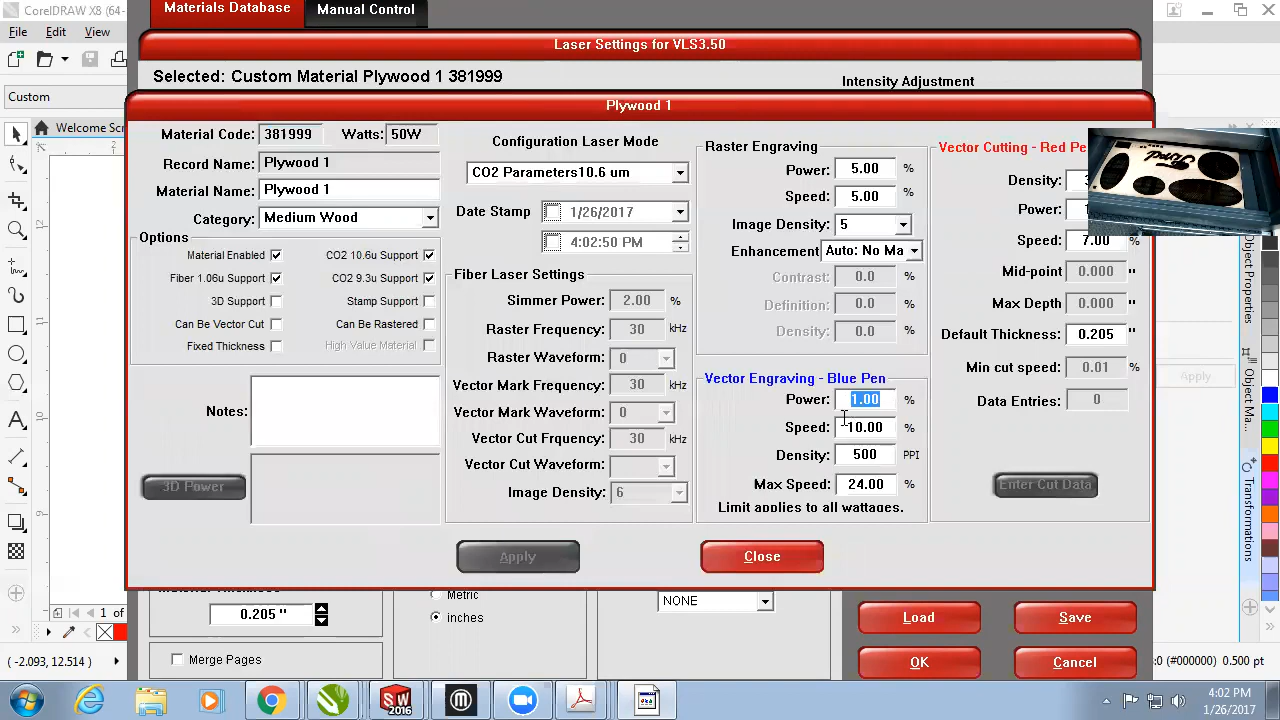 CorelDRAW X8 (64-
Materials Database
Manual Control
File Edit View
Laser Settings for VLS3.50
Selected: Custom Material Plywood 1 381999
Intensity Adjustment
Custom
Plywood 1
Welcome Scr
Material Code: 381999 Watts: 50W
Record Name: Plywood 1
Material Name: Plywood 1
Category: Medium Wood
Options
Material Enabled CO2 10.6u Support
Fiber 1.06u Support CO2 9.3u Support
3D Support Stamp Support
Can Be Vector Cut Can Be Rastered
Fixed Thickness High Value Material
Notes:
3D Power
Configuration Laser Mode
CO2 Parameters10.6 um
Date Stamp 1/26/2017
4:02:50 PM
Fiber Laser Settings
Simmer Power: 2.00 %
Raster Frequency: 30 kHz
Raster Waveform: 0
Vector Mark Frequency: 30 kHz
Vector Mark Waveform: 0
Vector Cut Frquency: 30 kHz
Vector Cut Waveform:
Image Density: 6
Raster Engraving
Power: 5.00 %
Speed: 5.00 %
Image Density: 5
Enhancement Auto: No Ma
Contrast: 0.0 %
Definition: 0.0 %
Density: 0.0 %
Vector Engraving - Blue Pen
Power: 1.00 %
Speed: 10.00 %
Density: 500 PPI
Max Speed: 24.00 %
Limit applies to all wattages.
Vector Cutting - Red Pe
Density:
Power:
Speed: 7.00 %
Mid-point 0.000 "
Max Depth 0.000 "
Default Thickness: 0.205 "
Min cut speed: 0.01 %
Data Entries: 0
Enter Cut Data
Ford
Object Properties
Object Ma
Transformations
Apply
Apply
Close
0.205 "
Metric
inches
NONE
Load
Save
Merge Pages
OK
Cancel
1 of
(-2.093, 12.514)
:0 (#000000) 0.500 pt
SW
2016
4:02 PM
1/26/2017